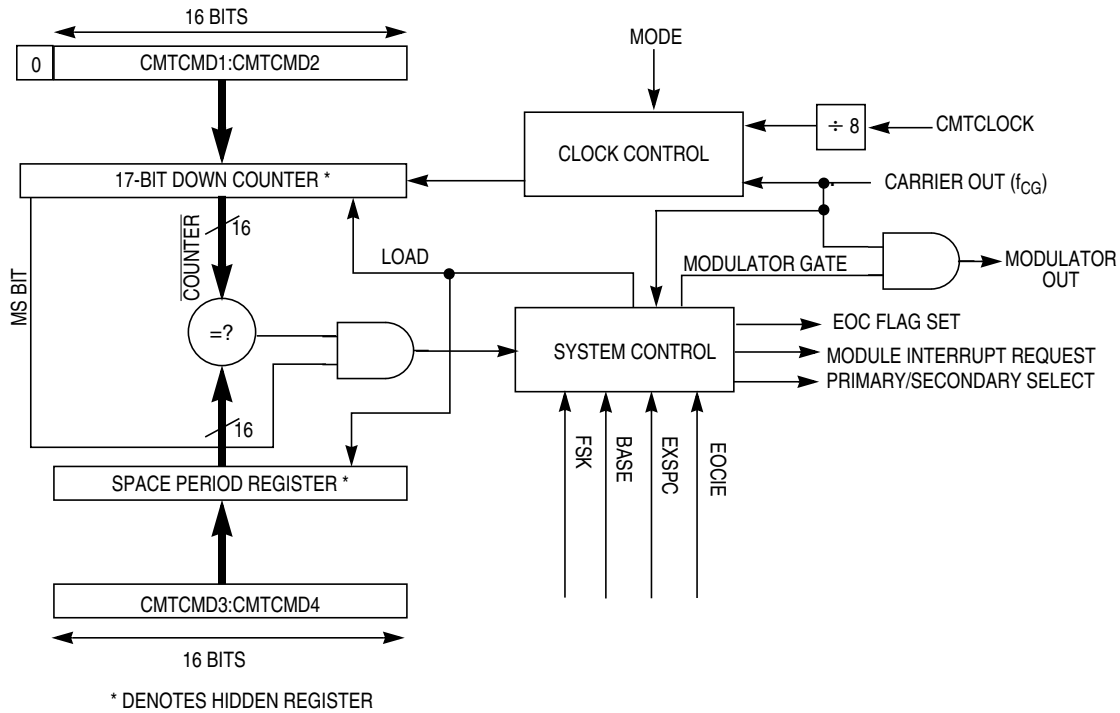 16 BITS
0
CMTCMD1:CMTCMD2
MODE
÷ 8
CMTCLOCK
CLOCK CONTROL
17-BIT DOWN COUNTER *
CARRIER OUT (fCG)
16
COUNTER
MS BIT
LOAD
MODULATOR GATE
MODULATOR
OUT
=?
EOC FLAG SET
SYSTEM CONTROL
MODULE INTERRUPT REQUEST
PRIMARY/SECONDARY SELECT
16
FSK
BASE
EXSPC
EOCIE
SPACE PERIOD REGISTER *
CMTCMD3:CMTCMD4
16 BITS
* DENOTES HIDDEN REGISTER